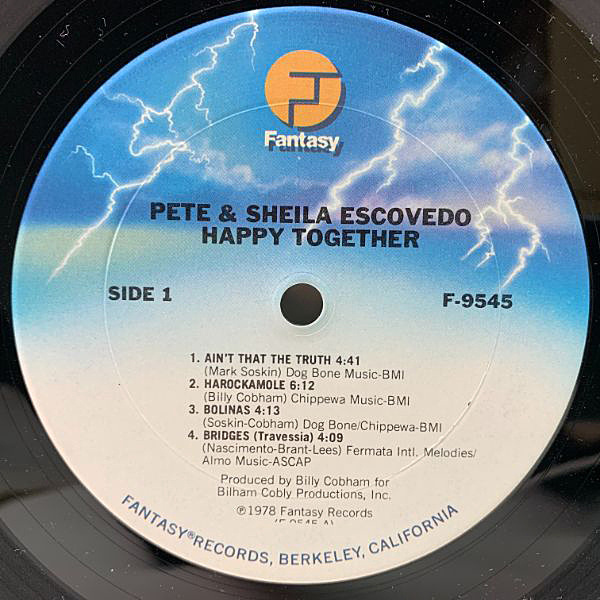 Fantasy
PETE & SHEILA ESCOVEDO
HAPPY TOGETHER
SIDE 1
F-9545
1. AIN'T THAT THE TRUTH 4:41
(Mark Soskin) Dog Bone Music-BMI
2. HAROCKAMOLE 6:12
(Billy Cobham) Chippewa Music-BMI
3. BOLINAS 4:13
(Soskin-Cobham) Dog Bone/Chippewa-BMI
4. BRIDGES (Travessia) 4:09
(Nascimento-Brant-Lees) Fermata Intl. Melodies/
Almo Music-ASCAP
Produced by Billy Cobham for
Bilham Cobly Productions, Inc.
℗1978 Fantasy Records
(F-9545-A)
FANTASY®RECORDS, BERKELEY, CALIFORNIA